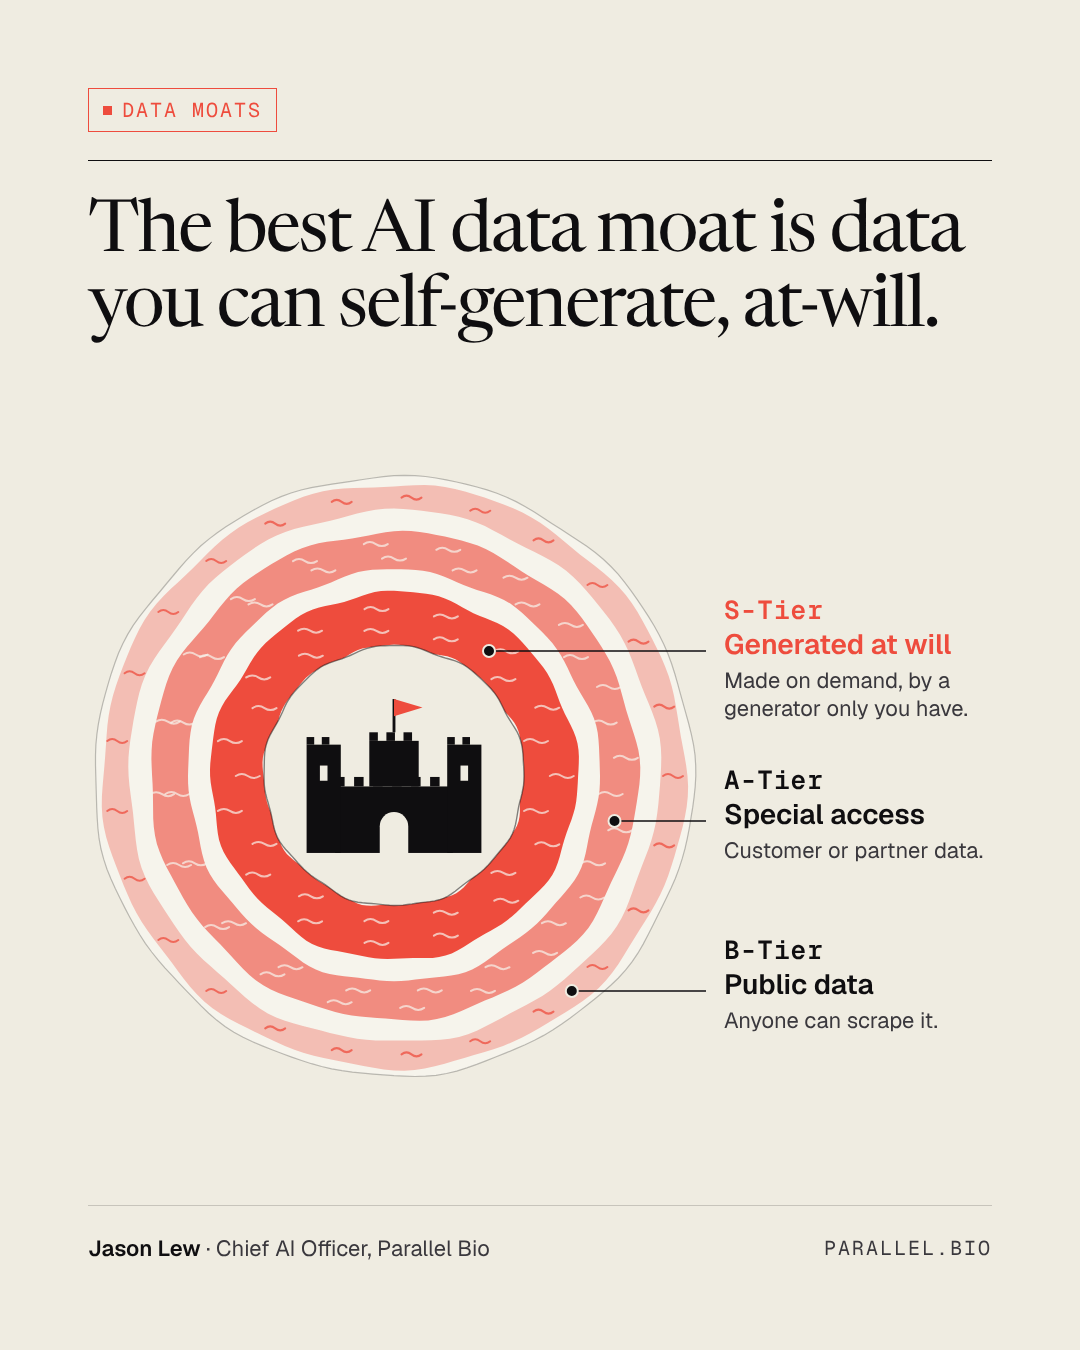 DATA MOATS
The best AI data moat is data
you can self-generate, at-will.
S-Tier
Generated at will
Made on demand, by a
generator only you have.
A-Tier
Special access
Customer or partner data.
B-Tier
Public data
Anyone can scrape it.
Jason Lew · Chief AI Officer, Parallel Bio
PARALLEL.BIO